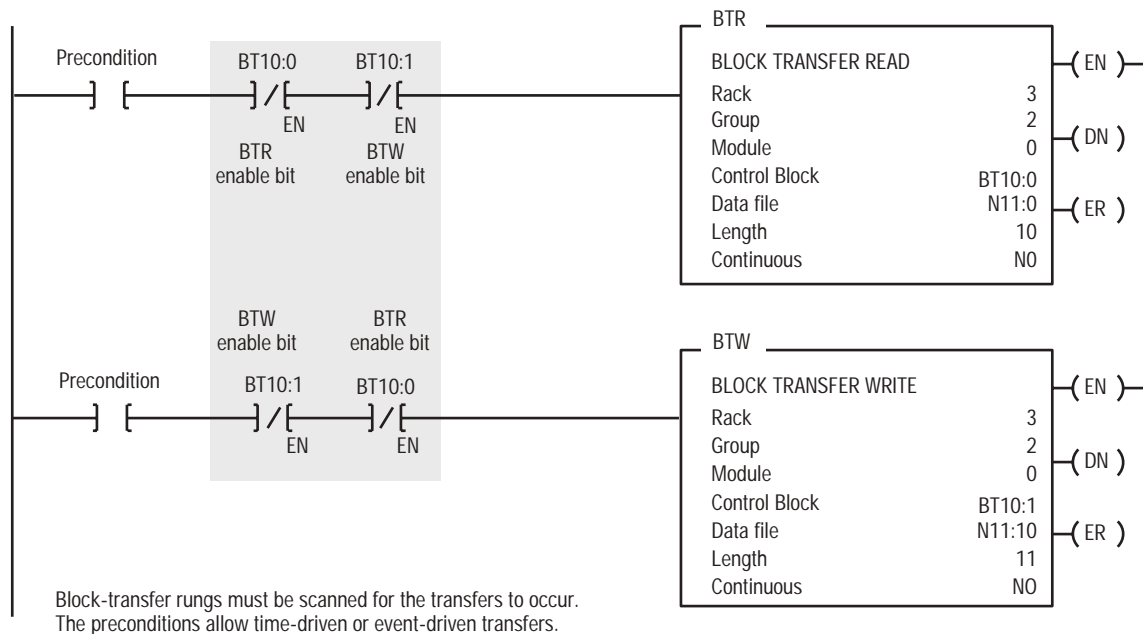 BTR
Precondition
BT10:0 BT10:1
EN EN
BTR enable bit
BTW enable bit
BLOCK TRANSFER READ
Rack 3
Group 2
Module 0
Control Block BT10:0
Data file N11:0
Length 10
Continuous NO
EN
DN
ER
BTW enable bit
BTR enable bit
Precondition
BT10:1 BT10:0
EN EN
BTW
BLOCK TRANSFER WRITE
Rack 3
Group 2
Module 0
Control Block BT10:1
Data file N11:10
Length 11
Continuous NO
EN
DN
ER
Block-transfer rungs must be scanned for the transfers to occur.
The preconditions allow time-driven or event-driven transfers.